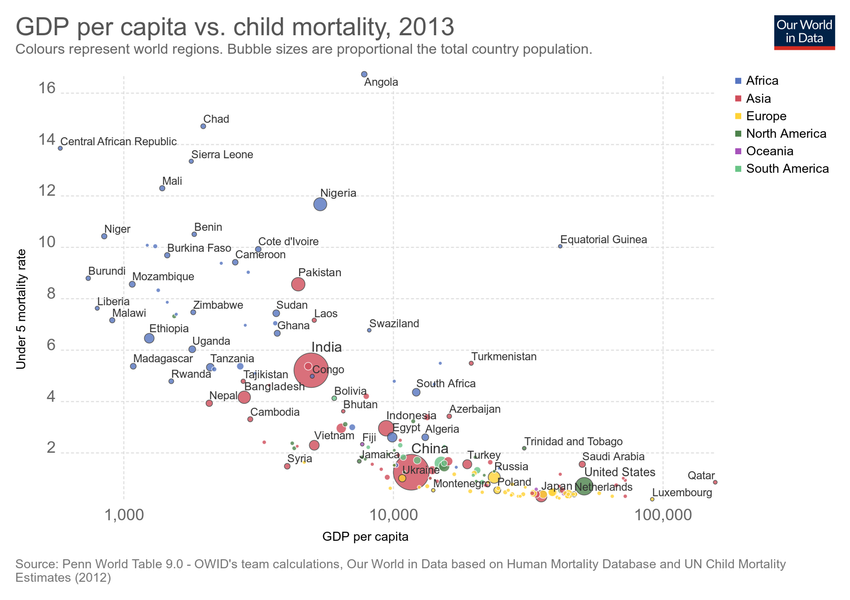 GDP per capita vs. child mortality, 2013
Colours represent world regions. Bubble sizes are proportional the total country population.
Our World
in Data
Africa
Asia
Europe
North America
Oceania
South America
Under 5 mortality rate
16
14
12
10
8
6
4
2
Angola
Chad
Central African Republic
Sierra Leone
Mali
Nigeria
Niger
Benin
Cote d'Ivoire
Equatorial Guinea
Burkina Faso
Cameroon
Burundi
Mozambique
Pakistan
Liberia
Zimbabwe
Sudan
Malawi
Laos
Swaziland
Ethiopia
Ghana
Uganda
India
Madagascar
Tanzania
Turkmenistan
Rwanda
Tajikistan
Congo
Bangladesh
South Africa
Nepal
Bolivia
Bhutan
Cambodia
Indonesia
Azerbaijan
Vietnam
Fiji
Egypt
Algeria
Trinidad and Tobago
Syria
Jamaica
China
Turkey
Saudi Arabia
Ukraine
Russia
United States
Qatar
Montenegro
Poland
Japan
Netherlands
Luxembourg
1,000
10,000
100,000
GDP per capita
Source: Penn World Table 9.0 - OWID's team calculations, Our World in Data based on Human Mortality Database and UN Child Mortality
Estimates (2012)